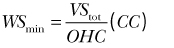 WS_min = VS_tot/OHC (CC)